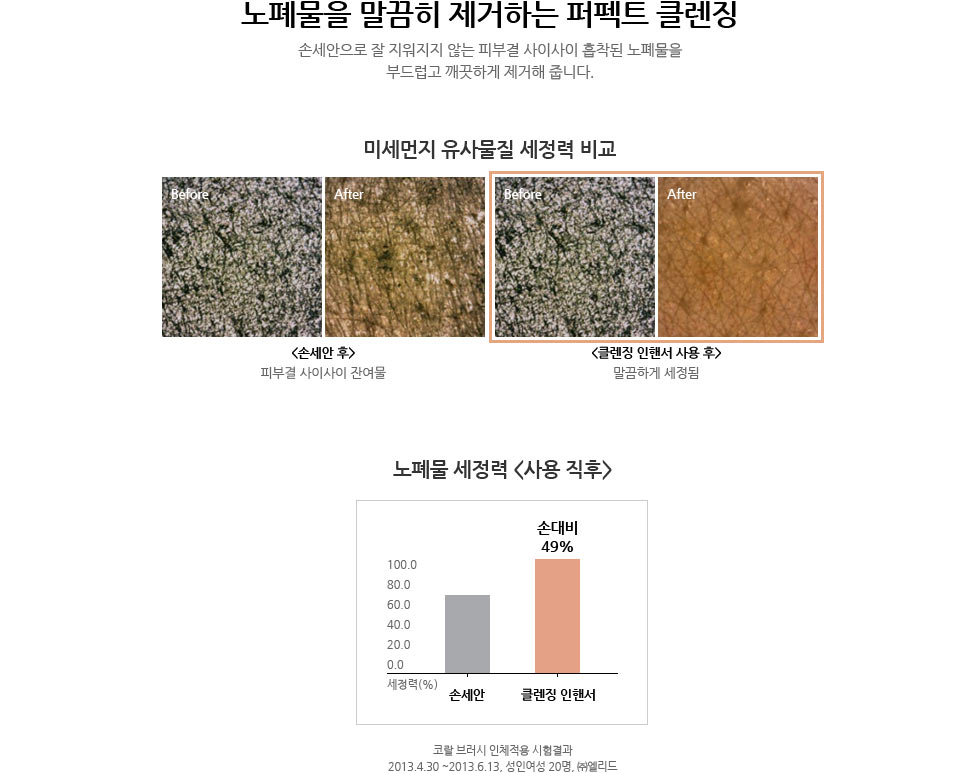 노폐물을 말끔히 제거하는 퍼펙트 클렌징
손세안으로 잘 지워지지 않는 피부결 사이사이 흡착된 노폐물을
부드럽고 깨끗하게 제거해 줍니다.
미세먼지 유사물질 세정력 비교
Before
After
Before
After
<손세안 후>
피부결 사이사이 잔여물
<클렌징 인핸서 사용 후>
말끔하게 세정됨
노폐물 세정력 <사용 직후>
손대비
49%
100.0
80.0
60.0
40.0
20.0
0.0
세정력(%)
손세안
클렌징 인핸서
코랄 브러시 인체적용 시험결과
2013.4.30 ~2013.6.13, 성인여성 20명, ㈜엘리드